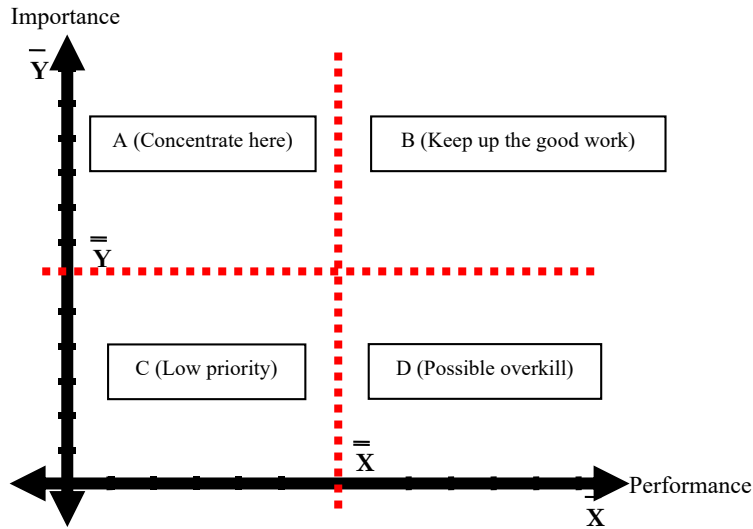 Importance
Y̅
A (Concentrate here)
B (Keep up the good work)
Y̿
C (Low priority)
D (Possible overkill)
X̿
Performance
X̅